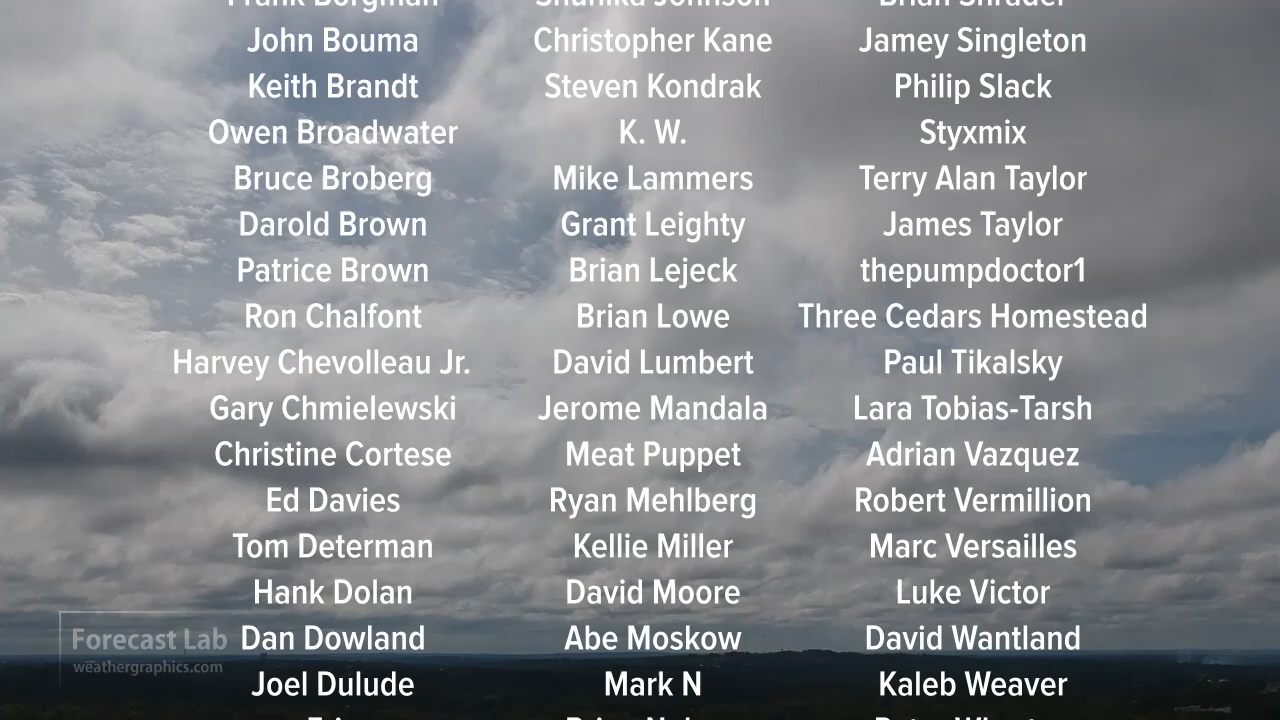 John Bouma
Keith Brandt
Owen Broadwater
Bruce Broberg
Darold Brown
Patrice Brown
Ron Chalfont
Harvey Chevolleau Jr.
Gary Chmielewski
Christine Cortese
Ed Davies
Tom Determan
Hank Dolan
Dan Dowland
Joel Dulude
Christopher Kane
Steven Kondrak
K. W.
Mike Lammers
Grant Leighty
Brian Lejeck
Brian Lowe
David Lumbert
Jerome Mandala
Meat Puppet
Ryan Mehlberg
Kellie Miller
David Moore
Abe Moskow
Mark N
Jamey Singleton
Philip Slack
Styxmix
Terry Alan Taylor
James Taylor
thepumpdoctor1
Three Cedars Homestead
Paul Tikalsky
Lara Tobias-Tarsh
Adrian Vazquez
Robert Vermillion
Marc Versailles
Luke Victor
David Wantland
Kaleb Weaver
Forecast Lab
weathergraphics.com